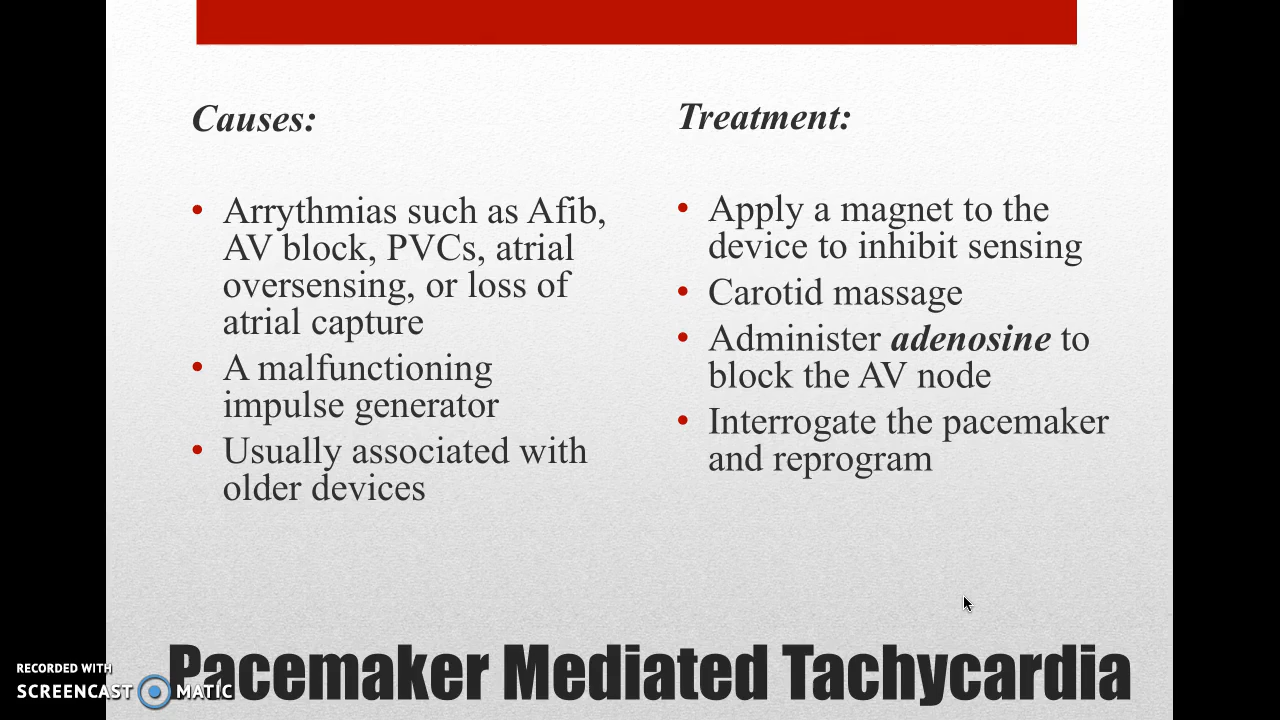 Causes:
• Arrythmias such as Afib,
AV block, PVCs, atrial
oversensing, or loss of
atrial capture
• A malfunctioning
impulse generator
• Usually associated with
older devices
Treatment:
• Apply a magnet to the
device to inhibit sensing
• Carotid massage
• Administer adenosine to
block the AV node
• Interrogate the pacemaker
and reprogram
Pacemaker Mediated Tachycardia
RECORDED WITH
SCREENCAST MATIC